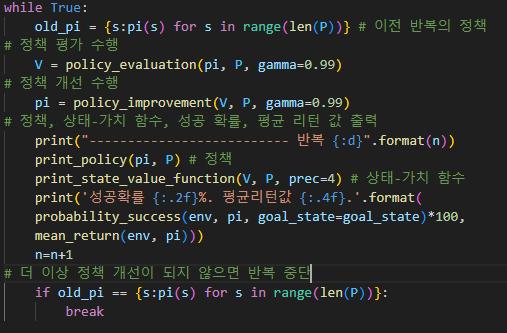 while True:
    old_pi = {s:pi(s) for s in range(len(P))} # 이전 반복의 정책
# 정책 평가 수행
    V = policy_evaluation(pi, P, gamma=0.99)
# 정책 개선 수행
    pi = policy_improvement(V, P, gamma=0.99)
# 정책, 상태-가치 함수, 성공 확률, 평균 리턴 값 출력
    print("-------------------------- 반복 {:d}".format(n))
    print_policy(pi, P) # 정책
    print_state_value_function(V, P, prec=4) # 상태-가치 함수
    print('성공확률 {:.2f}%. 평균리턴값 {:.4f}.'.format(
    probability_success(env, pi, goal_state=goal_state)*100,
    mean_return(env, pi)))
    n=n+1
# 더 이상 정책 개선이 되지 않으면 반복 중단
    if old_pi == {s:pi(s) for s in range(len(P))}:
        break